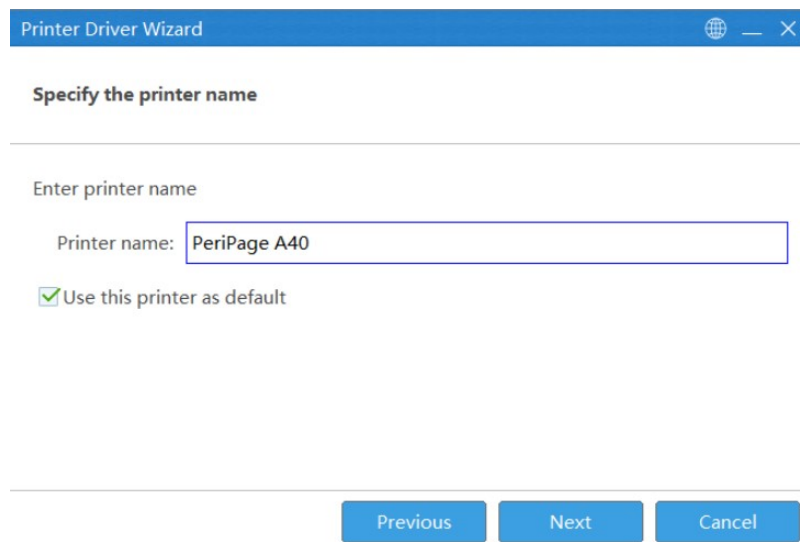 Printer Driver Wizard
Specify the printer name
Enter printer name
Printer name: PeriPage A40
Use this printer as default
Previous Next Cancel